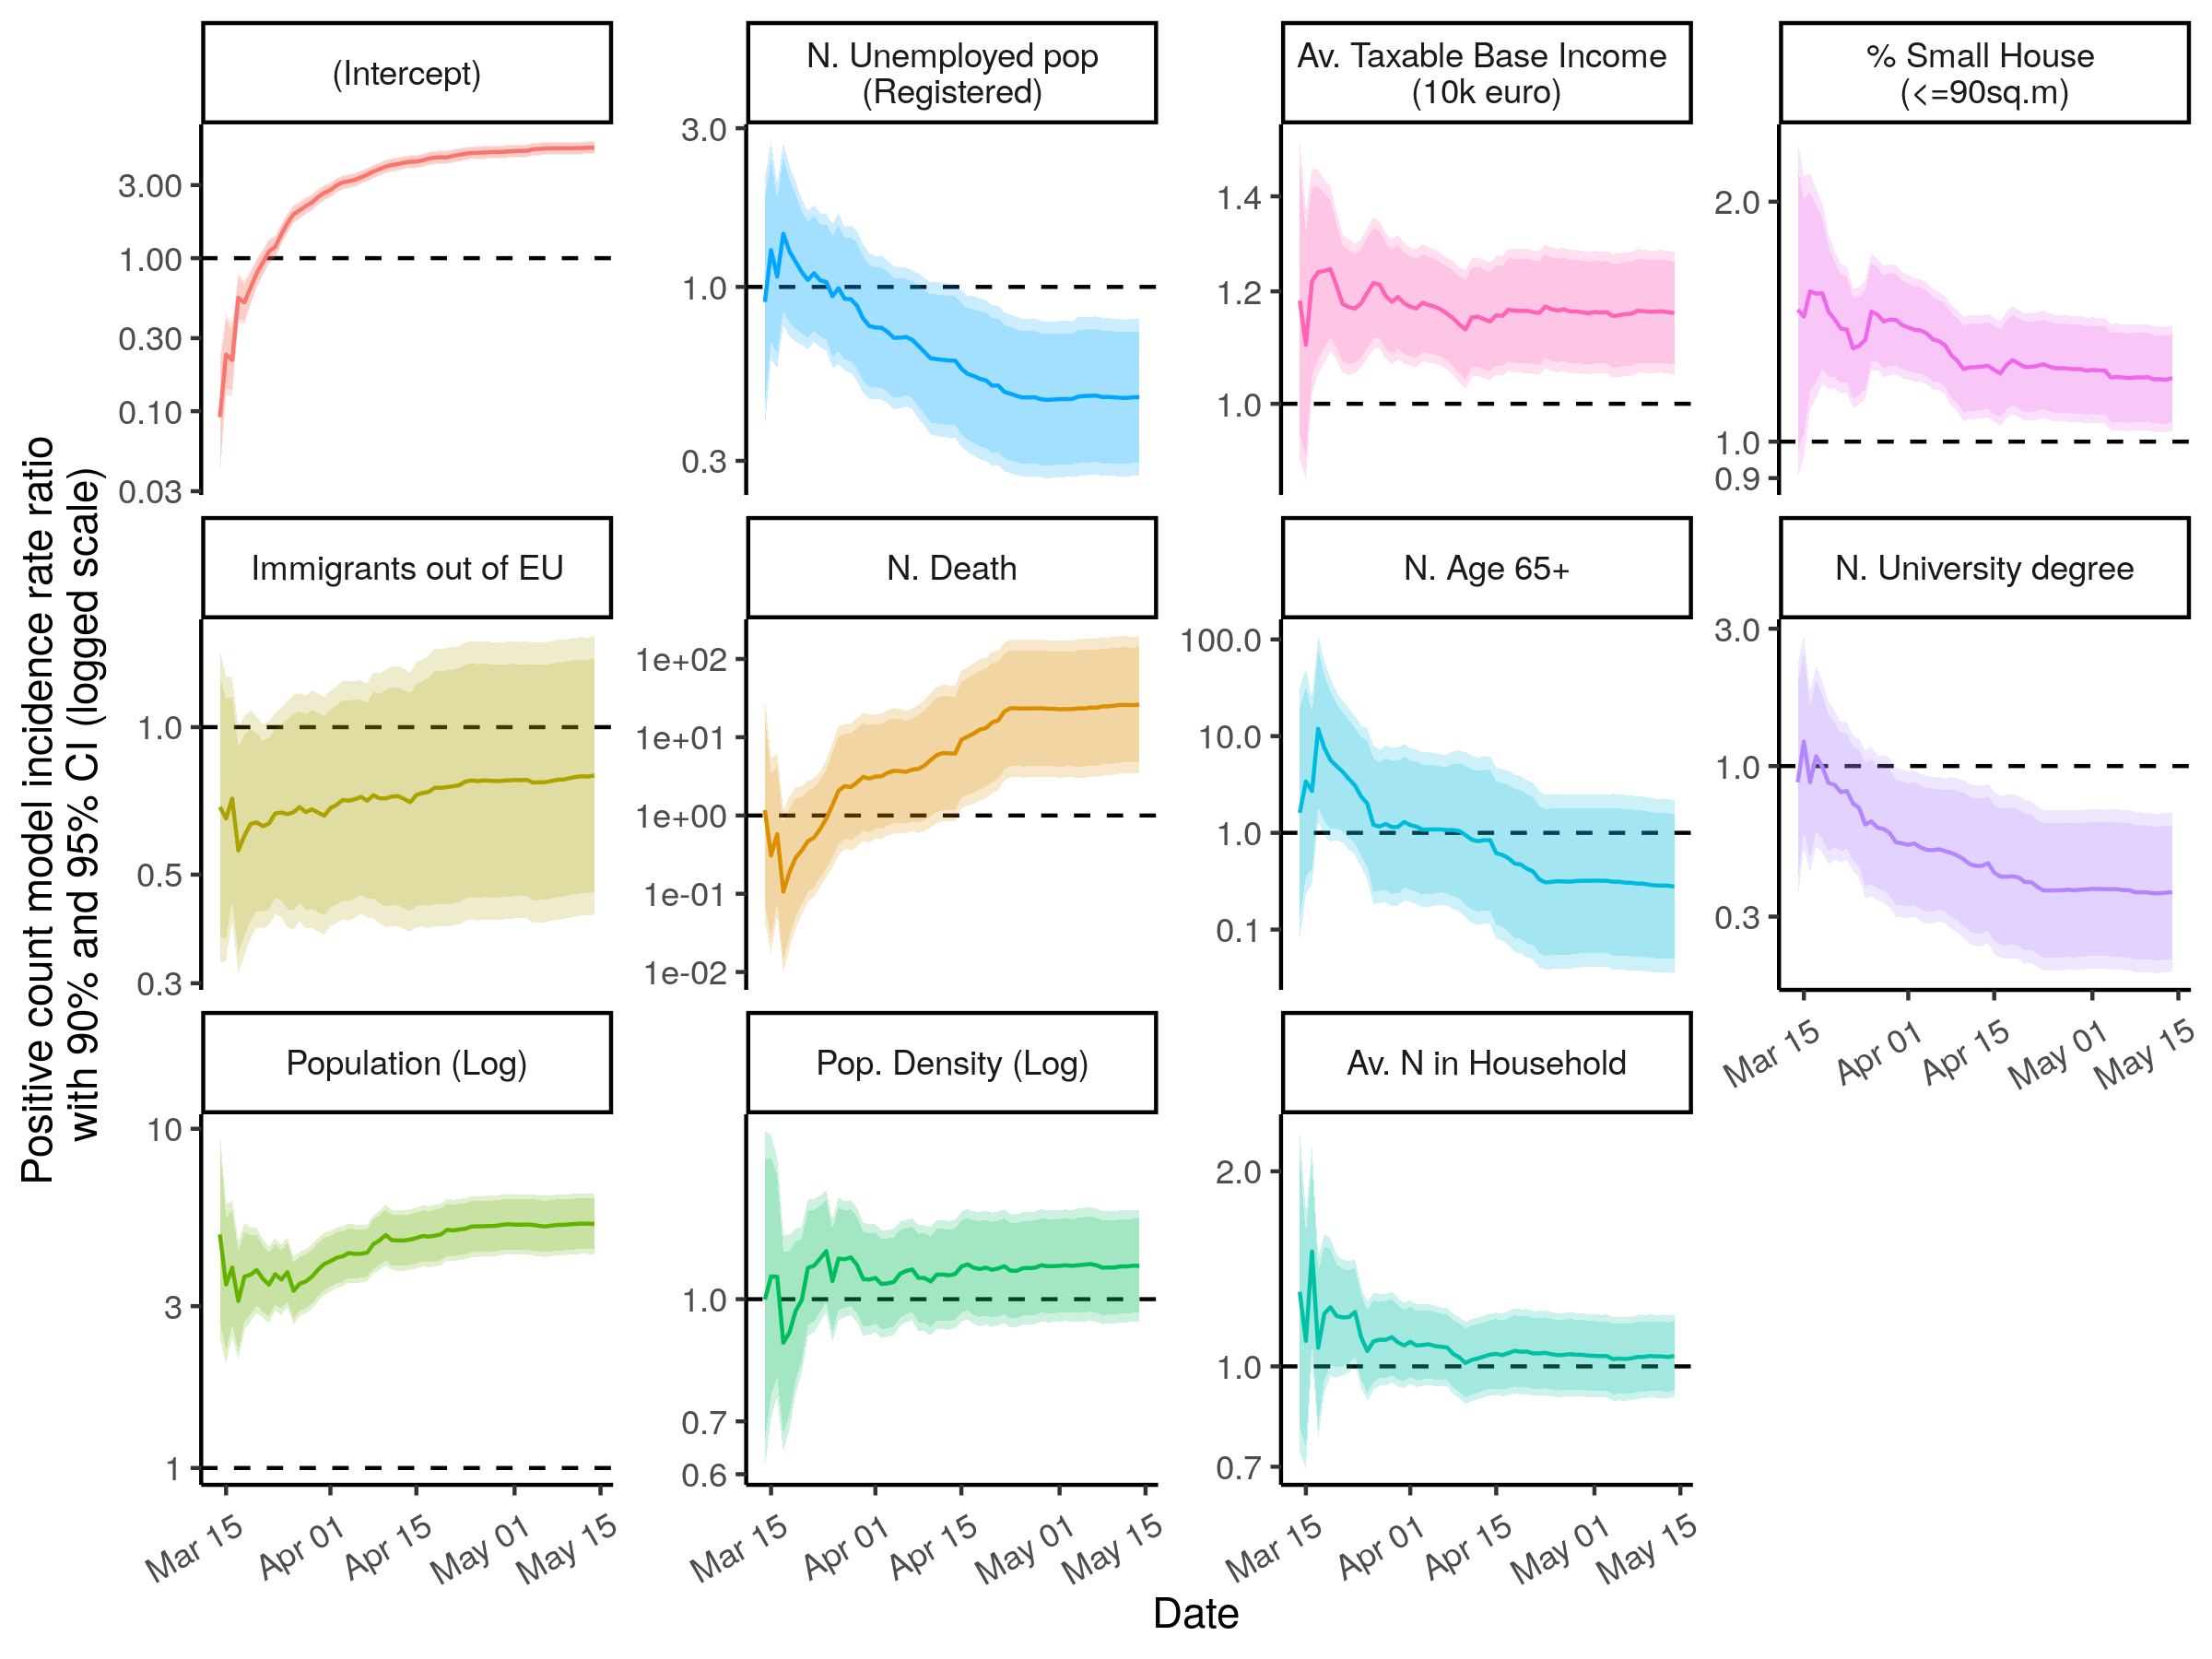 Positive count model incidence rate ratio
with 90% and 95% CI (logged scale)
(Intercept)
3.00
1.00
0.30
0.10
0.03
N. Unemployed pop
(Registered)
3.0
1.0
0.3
Av. Taxable Base Income
(10k euro)
1.4
1.2
1.0
% Small House
(<=90sq.m)
2.0
1.0
0.9
Immigrants out of EU
1.0
0.5
0.3
N. Death
1e+02
1e+01
1e+00
1e-01
1e-02
N. Age 65+
100.0
10.0
1.0
0.1
N. University degree
3.0
1.0
0.3
Mar 15
Apr 01
Apr 15
May 01
May 15
Population (Log)
10
3
1
Mar 15
Apr 01
Apr 15
May 01
May 15
Pop. Density (Log)
1.0
0.7
0.6
Mar 15
Apr 01
Apr 15
May 01
May 15
Av. N in Household
2.0
1.0
0.7
Mar 15
Apr 01
Apr 15
May 01
May 15
Date